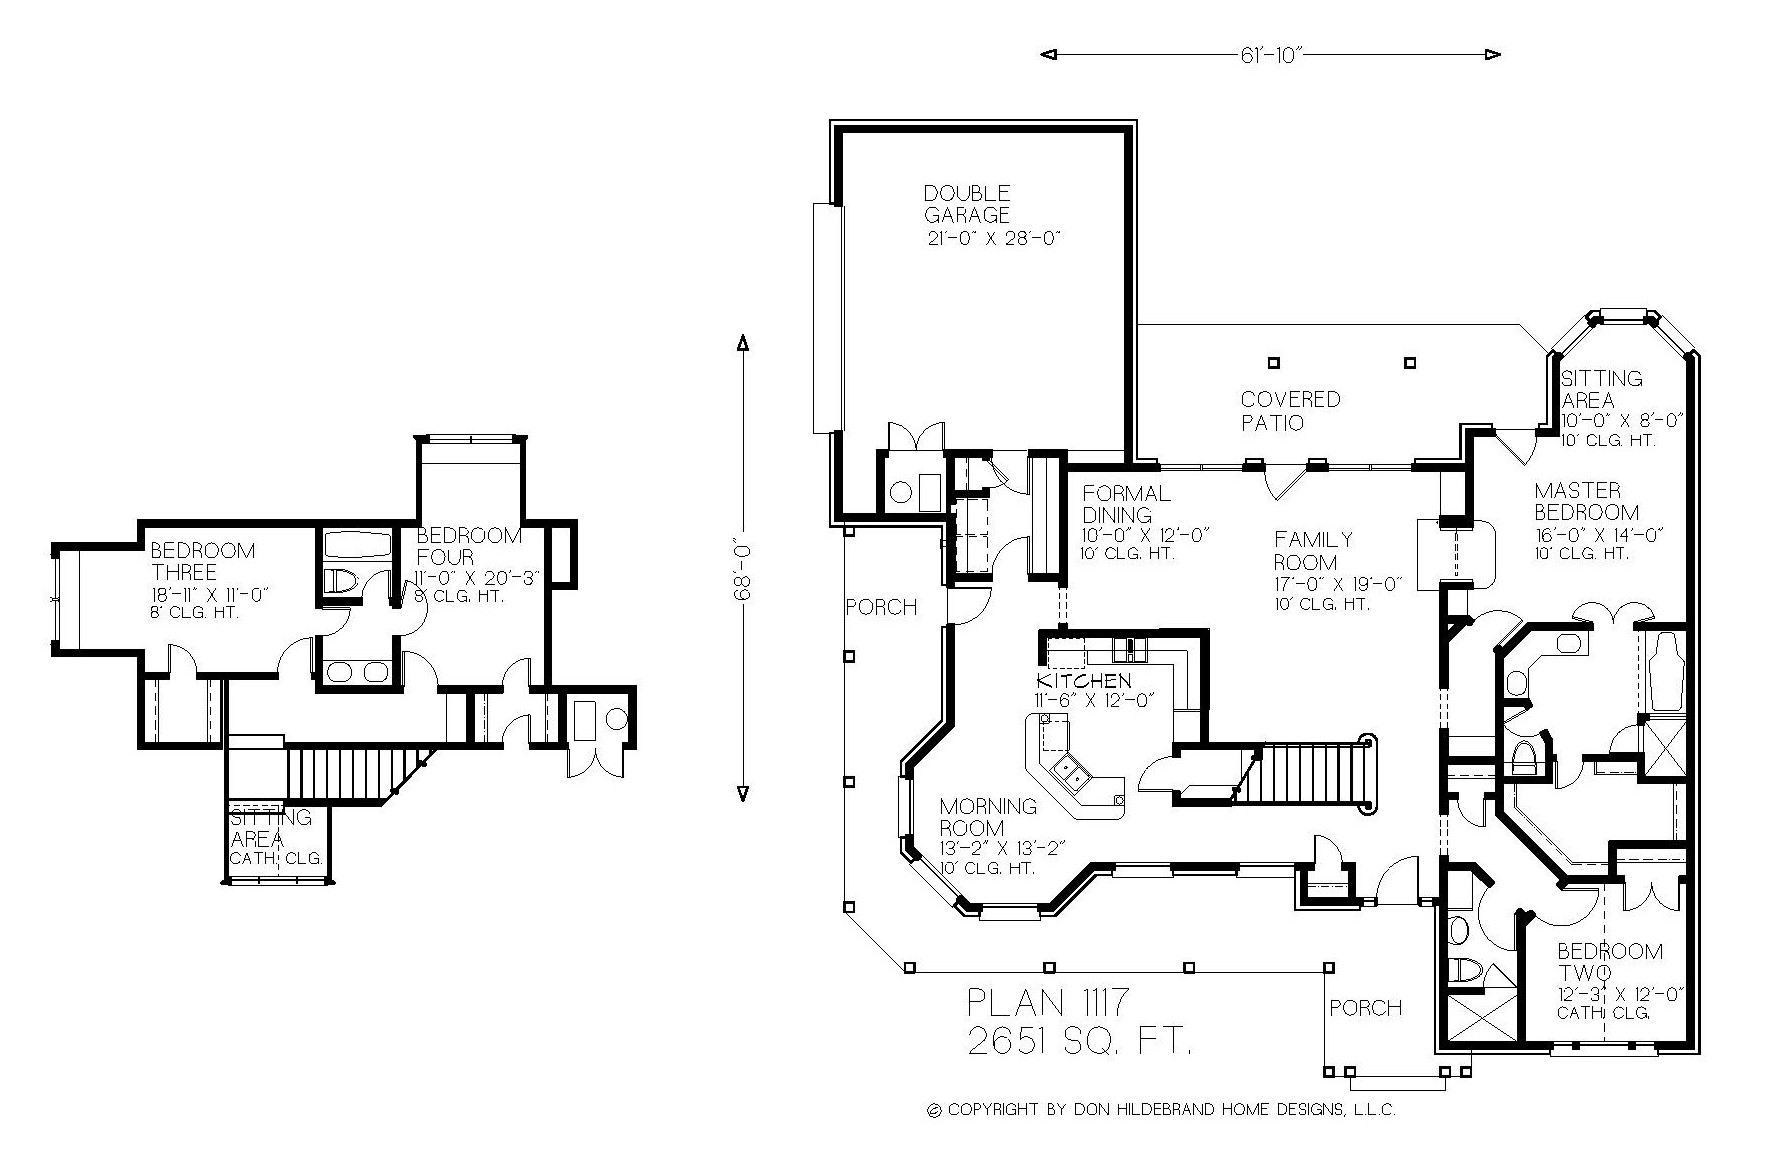 61'-10"
DOUBLE
GARAGE
21'-0" X 28'-0"
68'-0"
COVERED
PATIO
SITTING
AREA
10'-0" X 8'-0"
10' CLG. HT.
MASTER
BEDROOM
16'-0" X 14'-0"
10' CLG. HT.
FORMAL
DINING
10'-0" X 12'-0"
10' CLG. HT.
FAMILY
ROOM
17'-0" X 19'-0"
10' CLG. HT.
BEDROOM
THREE
18'-11" X 11'-0"
8' CLG. HT.
BEDROOM
FOUR
11'-0" X 20'-3"
8' CLG. HT.
PORCH
KITCHEN
11'-6" X 12'-0"
SITTING
AREA
CATH CLG.
MORNING
ROOM
13'-2" X 13'-2"
10' CLG. HT.
BEDROOM
TWO
12'-3" X 12'-0"
CATH. CLG.
PORCH
PLAN 1117
2651 SQ. FT.
© COPYRIGHT BY DON HILDEBRAND HOME DESIGNS, L.L.C.